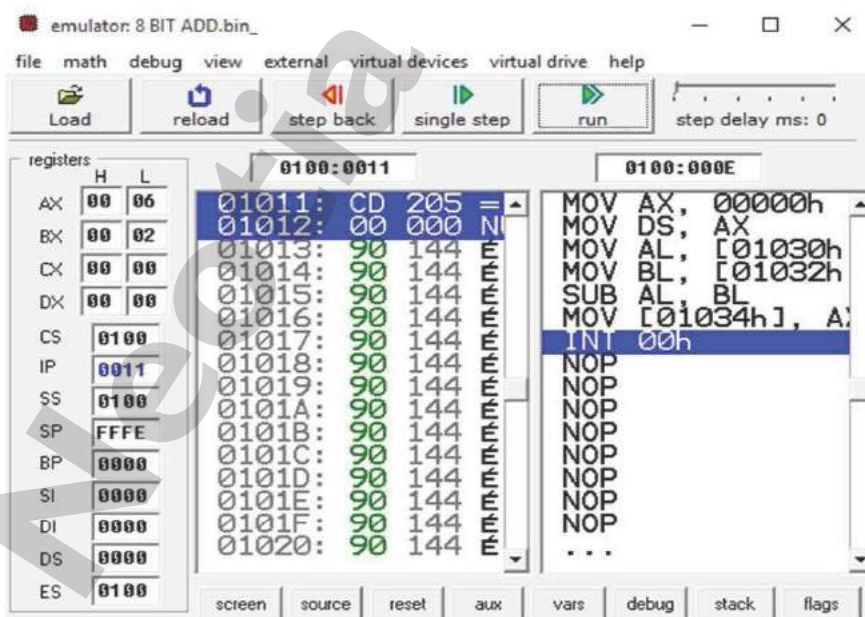 emulator: 8 BIT ADD.bin_
file math debug view external virtual devices virtual drive help
Load reload step back single step run step delay ms: 0
registers
H L
0100:0011 0100:000E
AX 00 06
BX 00 02
CX 00 00
DX 00 00
CS 0100
IP 0011
SS 0100
SP FFFE
BP 0000
SI 0000
DI 0000
DS 0000
ES 0100
01011: CD 205 =
01012: 00 000 NU
01013: 90 144 É
01014: 90 144 É
01015: 90 144 É
01016: 90 144 É
01017: 90 144 É
01018: 90 144 É
01019: 90 144 É
0101A: 90 144 É
0101B: 90 144 É
0101C: 90 144 É
0101D: 90 144 É
0101E: 90 144 É
0101F: 90 144 É
01020: 90 144 É
MOV AX, 00000h
MOV DS, AX
MOV AL, [01030h
MOV BL, [01032h
SUB AL, BL
MOV [01034h], A
INT 00h
NOP
NOP
NOP
NOP
NOP
NOP
NOP
NOP
...
screen source reset aux vars debug stack flags
Neotia